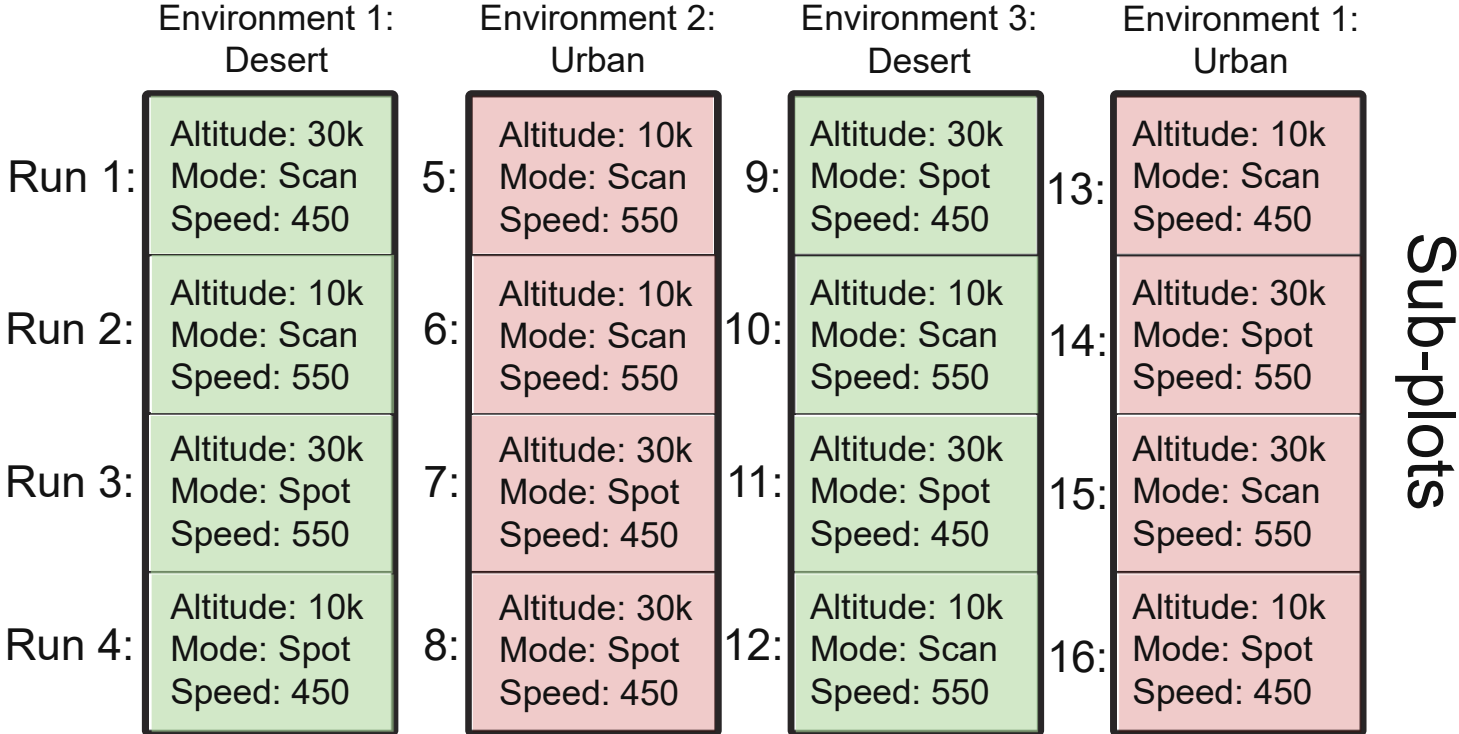 Environment 1:
Desert
Environment 2:
Urban
Environment 3:
Desert
Environment 1:
Urban
Run 1:
Altitude: 30k
Mode: Scan
Speed: 450
Run 2:
Altitude: 10k
Mode: Scan
Speed: 550
Run 3:
Altitude: 30k
Mode: Spot
Speed: 550
Run 4:
Altitude: 10k
Mode: Spot
Speed: 450
5:
Altitude: 10k
Mode: Scan
Speed: 550
6:
Altitude: 10k
Mode: Scan
Speed: 550
7:
Altitude: 30k
Mode: Spot
Speed: 450
8:
Altitude: 30k
Mode: Spot
Speed: 450
9:
Altitude: 30k
Mode: Spot
Speed: 450
10:
Altitude: 10k
Mode: Scan
Speed: 550
11:
Altitude: 30k
Mode: Spot
Speed: 450
12:
Altitude: 10k
Mode: Scan
Speed: 550
13:
Altitude: 10k
Mode: Scan
Speed: 450
14:
Altitude: 30k
Mode: Spot
Speed: 550
15:
Altitude: 30k
Mode: Scan
Speed: 550
16:
Altitude: 10k
Mode: Spot
Speed: 450
Sub-plots